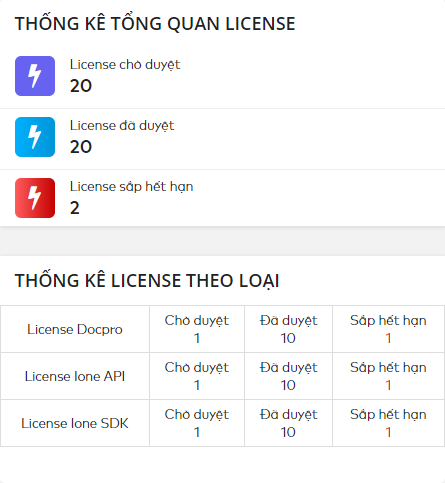 THỐNG KÊ TỔNG QUAN LICENSE
License chờ duyệt
20
License đã duyệt
20
License sắp hết hạn
2
THỐNG KÊ LICENSE THEO LOẠI
License Docpro
Chờ duyệt
1
Đã duyệt
10
Sắp hết hạn
1
License Ione API
Chờ duyệt
1
Đã duyệt
10
Sắp hết hạn
1
License Ione SDK
Chờ duyệt
1
Đã duyệt
10
Sắp hết hạn
1